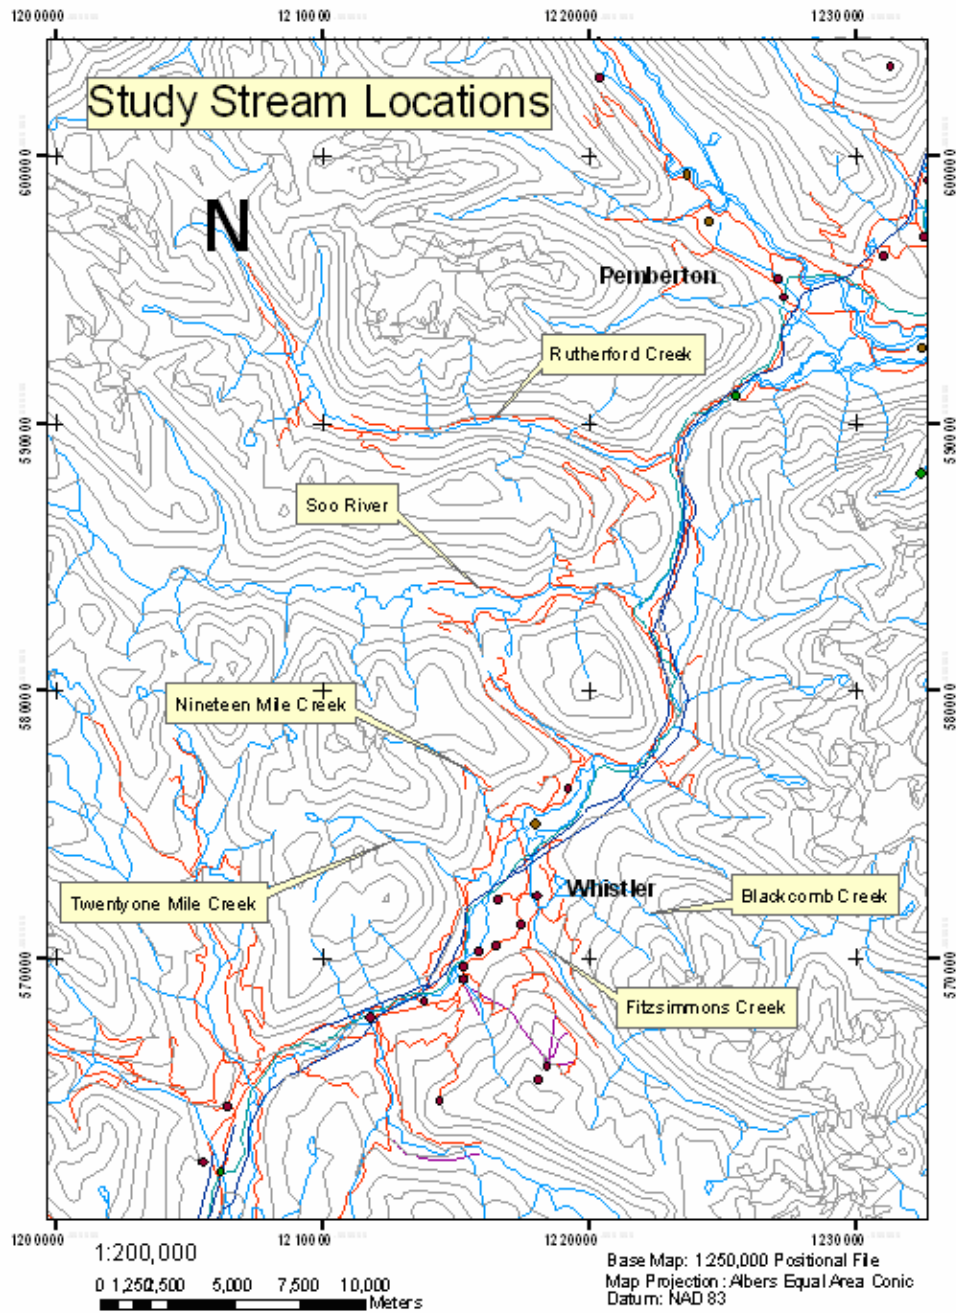 1200000 1210000 1220000 1230000
Study Stream Locations
600000 600000
N
Pemberton
Rutherford Creek
590000 590000
Soo River
580000 580000
Nineteen Mile Creek
Whistler
Blackcomb Creek
Twentyone Mile Creek
570000 570000
Fitzsimmons Creek
1200000 1210000 1220000 1230000
1:200,000
0 1,250 2,500 5,000 7,500 10,000
Meters
Base Map: 1:250,000 Positional File
Map Projection: Albers Equal Area Conic
Datum: NAD 83